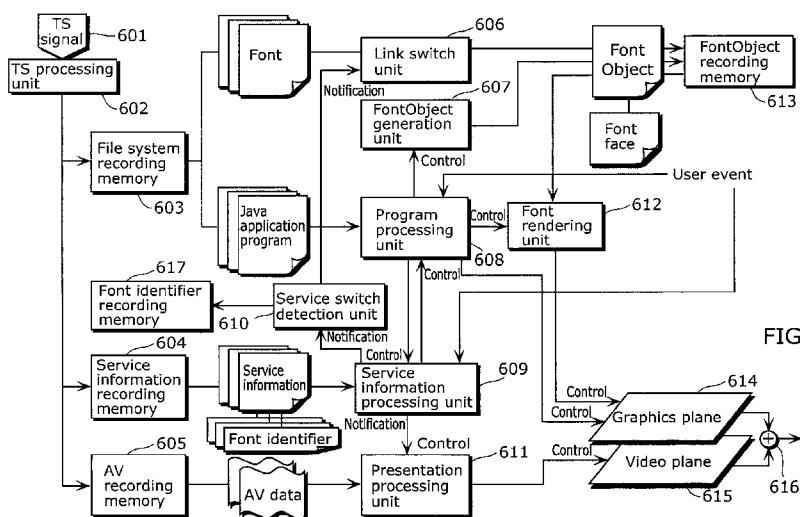 TS
signal
601
TS processing
unit
602
Font
Link switch
unit
606
Notification
607
FontObject
generation
unit
Control
Font
Object
FontObject
recording
memory
613
Font
face
User event
File system
recording
memory
603
Java
application
program
Program
processing
unit
608
Control
Font
rendering
unit
612
Control
617
Font identifier
recording
memory
Service switch
detection unit
610
Notification
Control
604
Service
information
recording
memory
Service
information
Service
information
processing unit
609
Font identifier
Notification
Control
605
AV
recording
memory
AV data
Presentation
processing
unit
611
Control
Control
Control
Graphics plane
614
Video plane
615
616
FIG